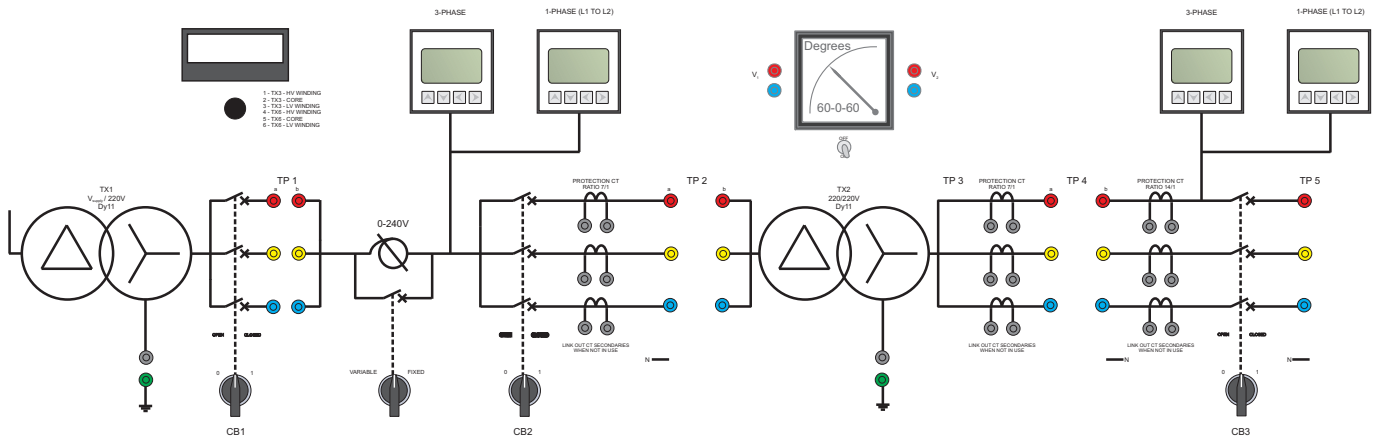 3-PHASE
1-PHASE (L1 TO L2)
3-PHASE
1-PHASE (L1 TO L2)
Degrees
60-0-60
V1
V2
OFF
1 - TX3 - HV WINDING
2 - TX3 - CORE
3 - TX3 - LV WINDING
4 - TX6 - HV WINDING
5 - TX6 - CORE
6 - TX6 - LV WINDING
TX1
Vsupply / 220V
Dy11
TP 1
a
b
0-240V
PROTECTION CT
RATIO 7/1
a
TP 2
b
TX2
220/220V
Dy11
TP 3
PROTECTION CT
RATIO 7/1
a
TP 4
b
PROTECTION CT
RATIO 14/1
TP 5
OPEN
CLOSED
OPEN
CLOSED
OPEN
CLOSED
LINK OUT CT SECONDARIES
WHEN NOT IN USE
N
LINK OUT CT SECONDARIES
WHEN NOT IN USE
N
LINK OUT CT SECONDARIES
WHEN NOT IN USE
N
0
1
VARIABLE
FIXED
0
1
0
1
CB1
CB2
CB3